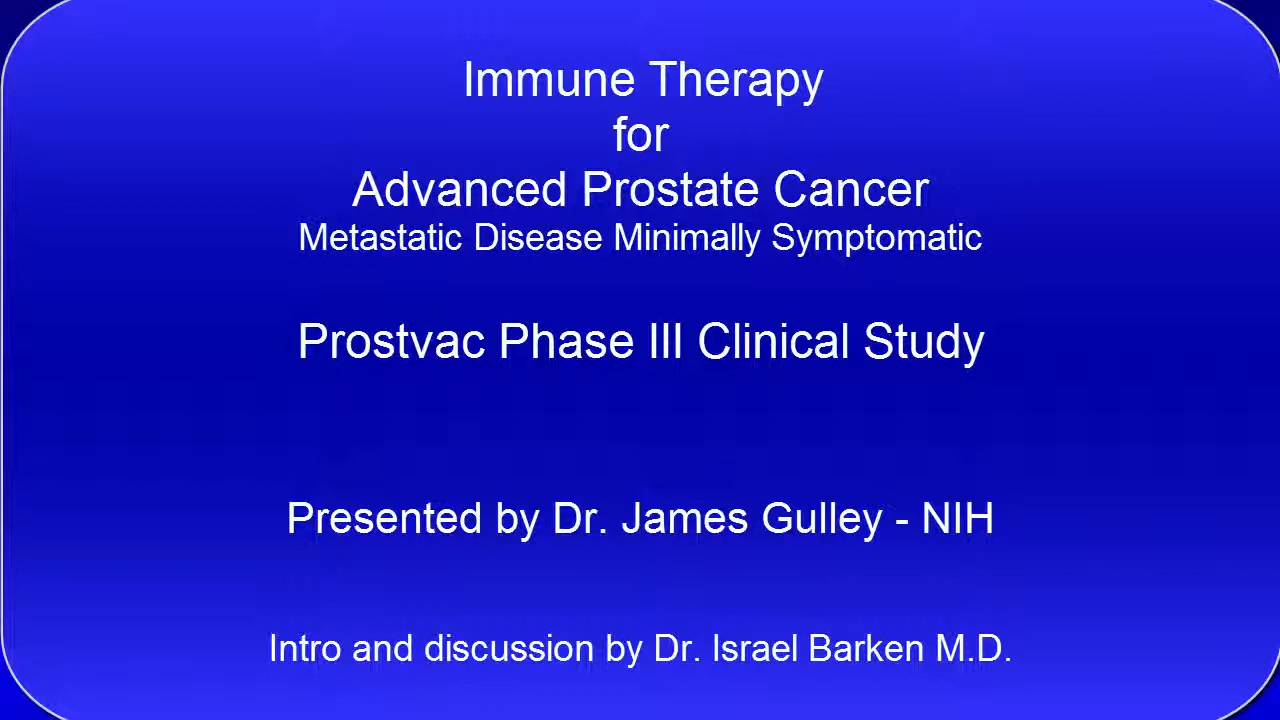 Immune Therapy
for
Advanced Prostate Cancer
Metastatic Disease Minimally Symptomatic
Prostvac Phase III Clinical Study
Presented by Dr. James Gulley - NIH
Intro and discussion by Dr. Israel Barken M.D.